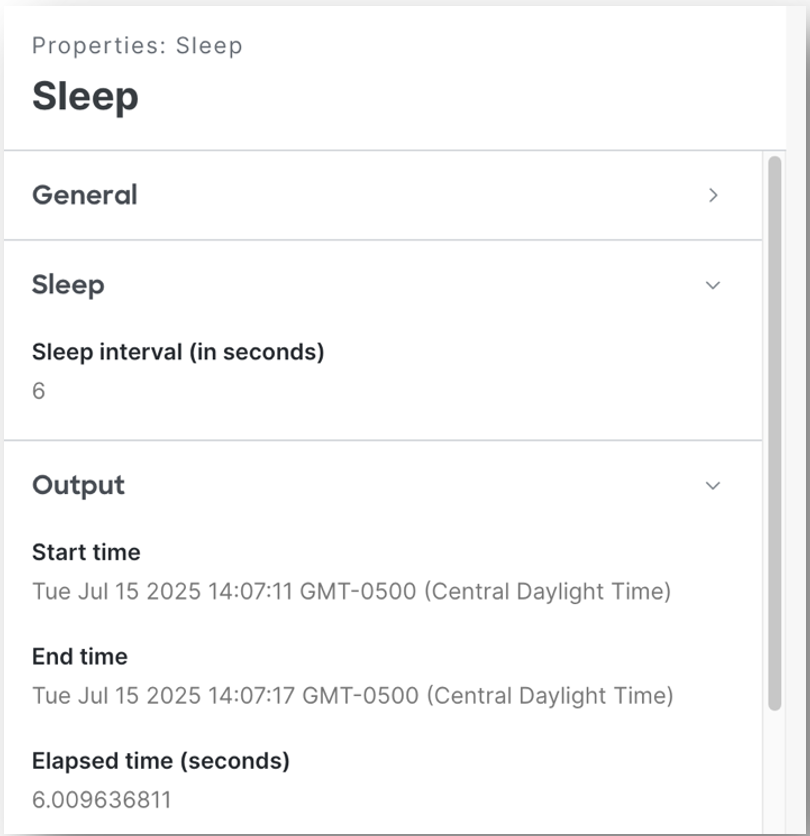 Properties: Sleep
Sleep
General
Sleep
Sleep interval (in seconds)
6
Output
Start time
Tue Jul 15 2025 14:07:11 GMT-0500 (Central Daylight Time)
End time
Tue Jul 15 2025 14:07:17 GMT-0500 (Central Daylight Time)
Elapsed time (seconds)
6.009636811